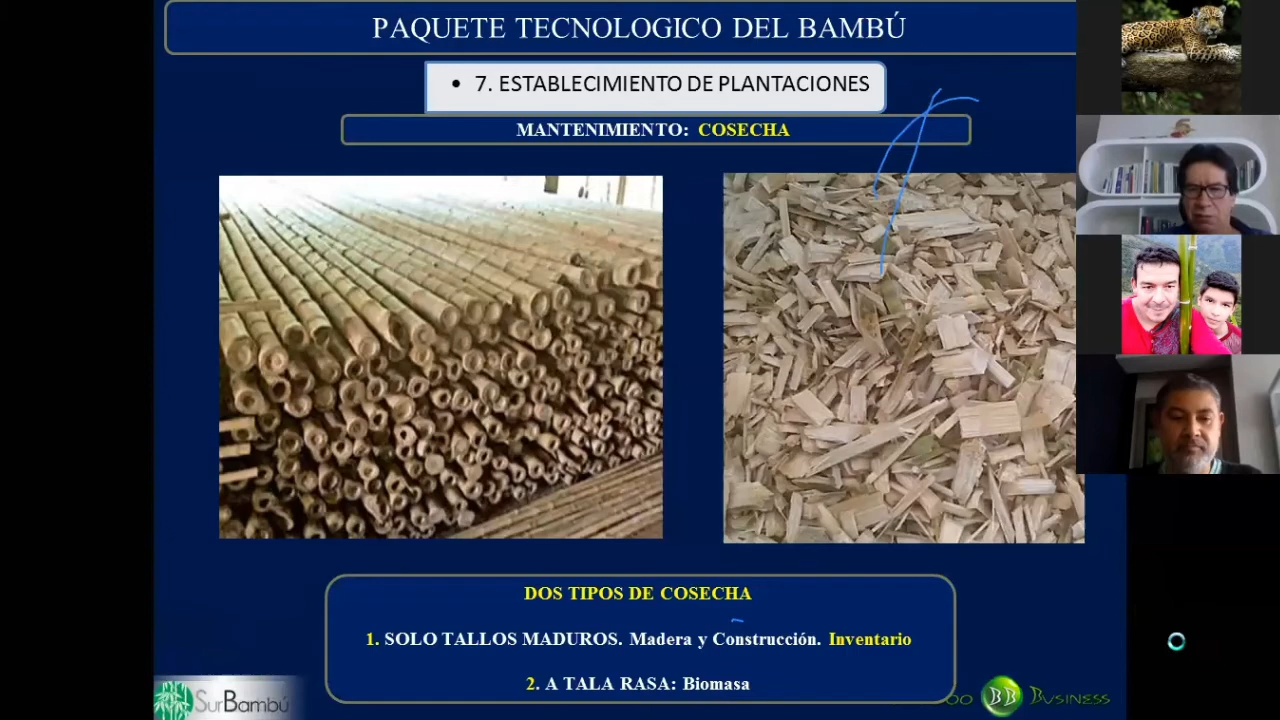 PAQUETE TECNOLOGICO DEL BAMBÚ
• 7. ESTABLECIMIENTO DE PLANTACIONES
MANTENIMIENTO: COSECHA
DOS TIPOS DE COSECHA
1. SOLO TALLOS MADUROS. Madera y Construcción. Inventario
2. A TALA RASA: Biomasa
SurBambú
OO BB BUSINESS